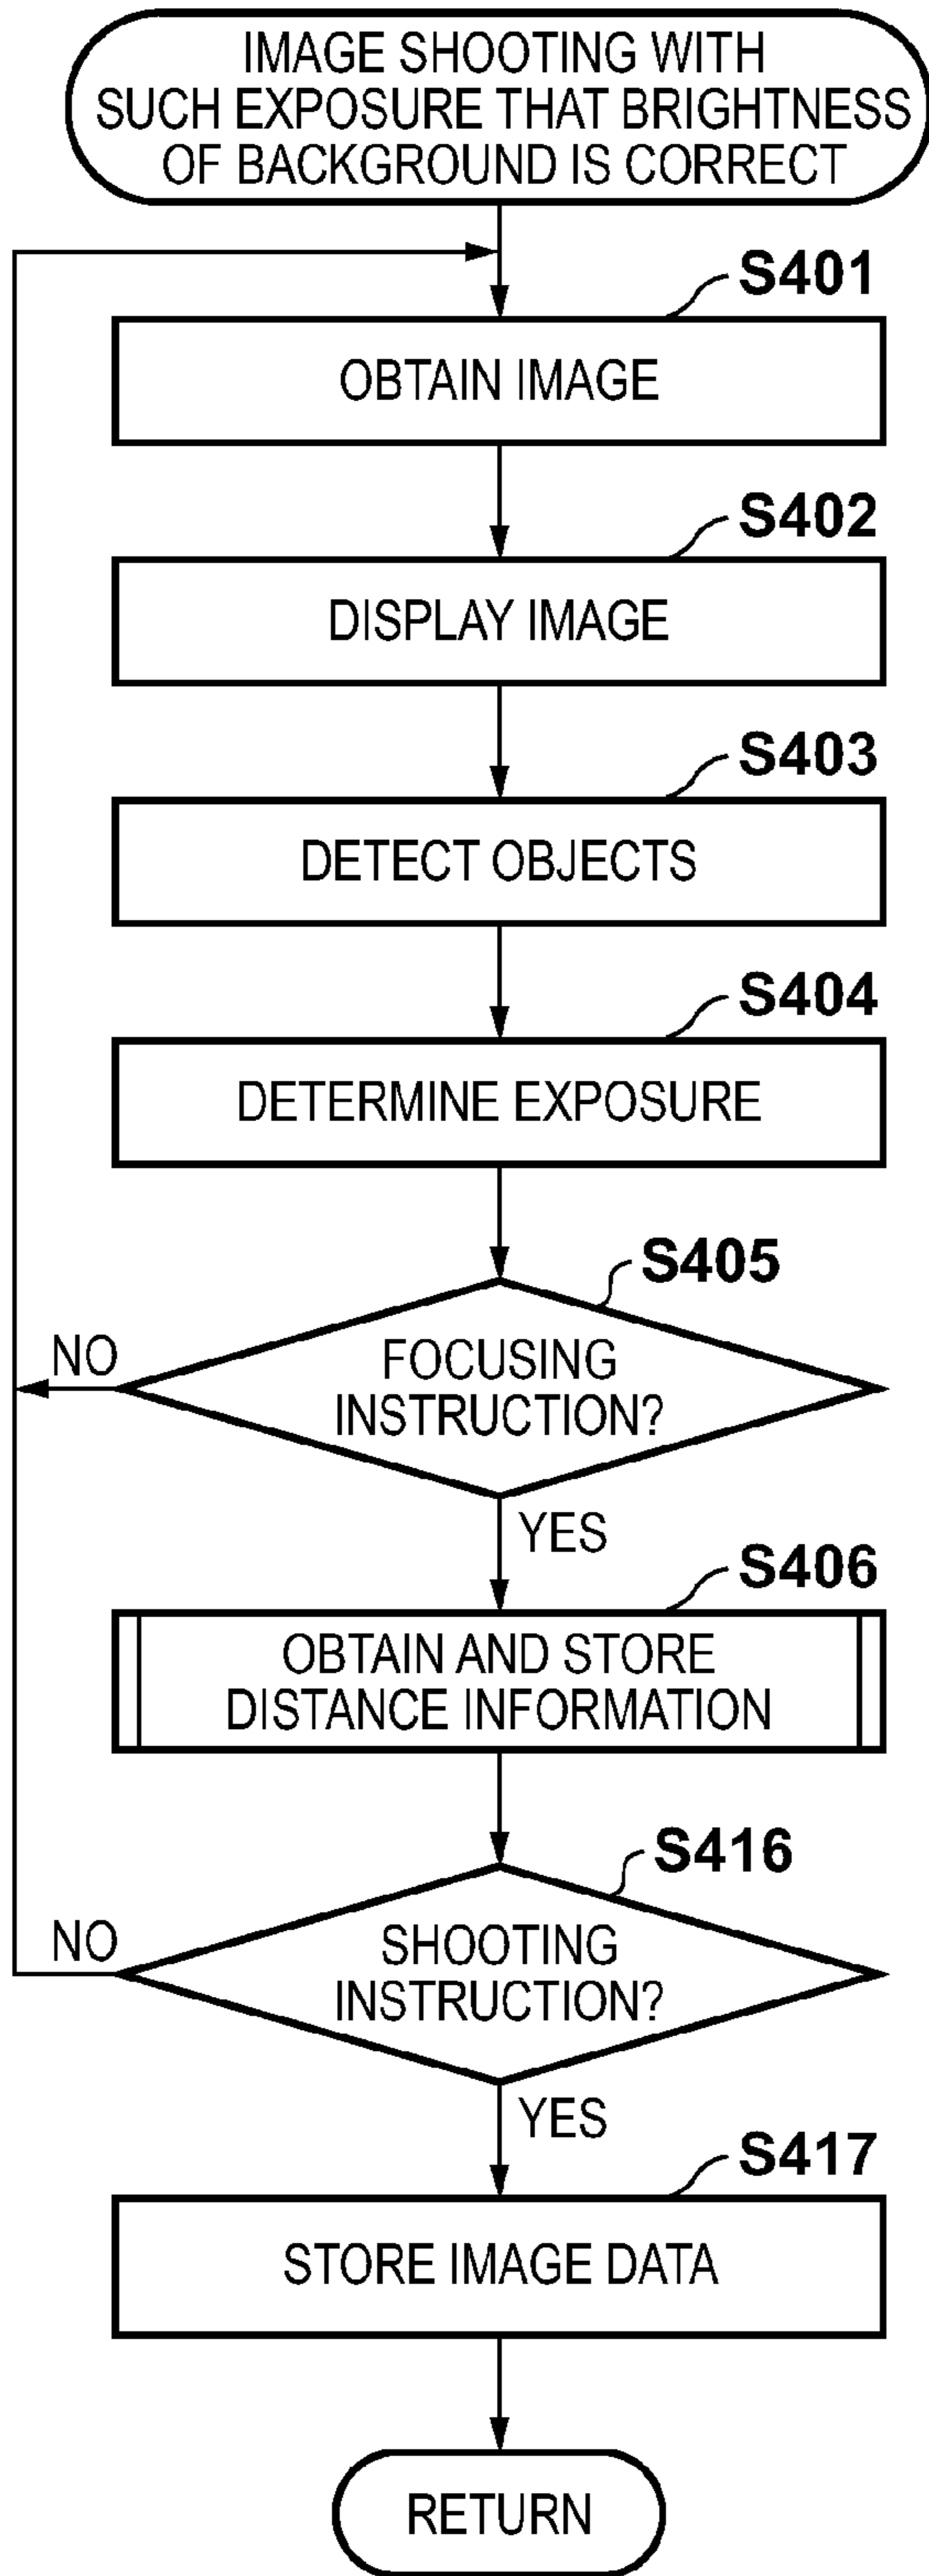 IMAGE SHOOTING WITH
SUCH EXPOSURE THAT BRIGHTNESS
OF BACKGROUND IS CORRECT
S401
OBTAIN IMAGE
S402
DISPLAY IMAGE
S403
DETECT OBJECTS
S404
DETERMINE EXPOSURE
S405
NO
FOCUSING
INSTRUCTION?
YES
S406
OBTAIN AND STORE
DISTANCE INFORMATION
S416
NO
SHOOTING
INSTRUCTION?
YES
S417
STORE IMAGE DATA
RETURN